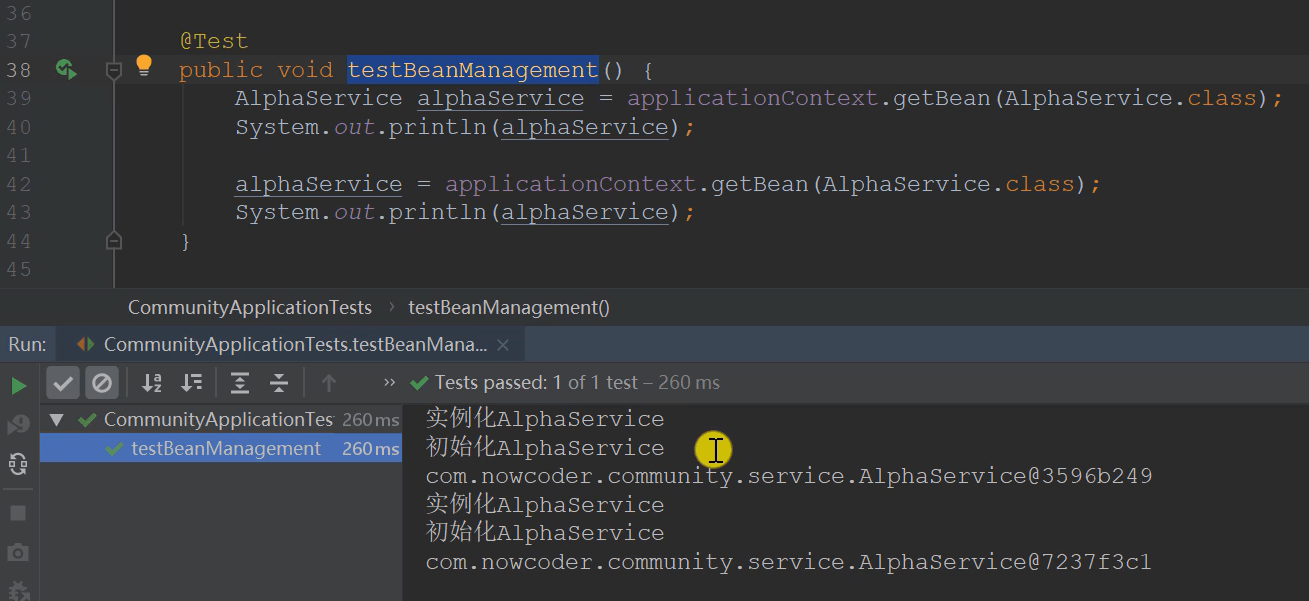 36
37 @Test
38 public void testBeanManagement() {
39 AlphaService alphaService = applicationContext.getBean(AlphaService.class);
40 System.out.println(alphaService);
41
42 alphaService = applicationContext.getBean(AlphaService.class);
43 System.out.println(alphaService);
44 }
45
CommunityApplicationTests › testBeanManagement()
Run: CommunityApplicationTests.testBeanMana... ×
» Tests passed: 1 of 1 test – 260 ms
CommunityApplicationTes 260 ms
testBeanManagement 260 ms
实例化AlphaService
初始化AlphaService
com.nowcoder.community.service.AlphaService@3596b249
实例化AlphaService
初始化AlphaService
com.nowcoder.community.service.AlphaService@7237f3c1